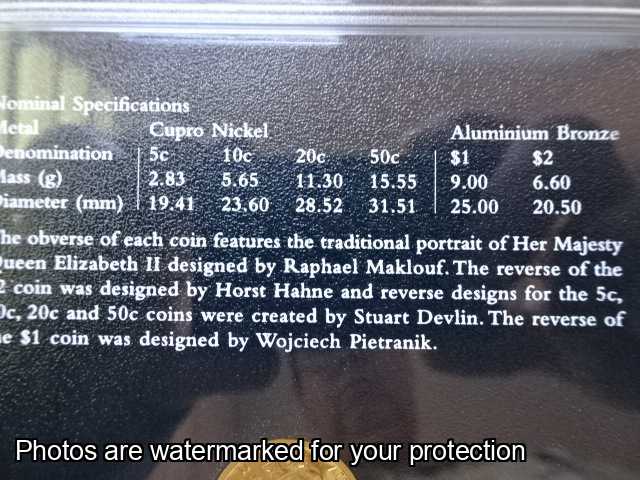 Nominal Specifications
Metal Cupro Nickel Aluminium Bronze
Denomination 5c 10c 20c 50c $1 $2
Mass (g) 2.83 5.65 11.30 15.55 9.00 6.60
Diameter (mm) 19.41 23.60 28.52 31.51 25.00 20.50
The obverse of each coin features the traditional portrait of Her Majesty
Queen Elizabeth II designed by Raphael Maklouf. The reverse of the
$2 coin was designed by Horst Hahne and reverse designs for the 5c,
10c, 20c and 50c coins were created by Stuart Devlin. The reverse of
the $1 coin was designed by Wojciech Pietranik.
Photos are watermarked for your protection